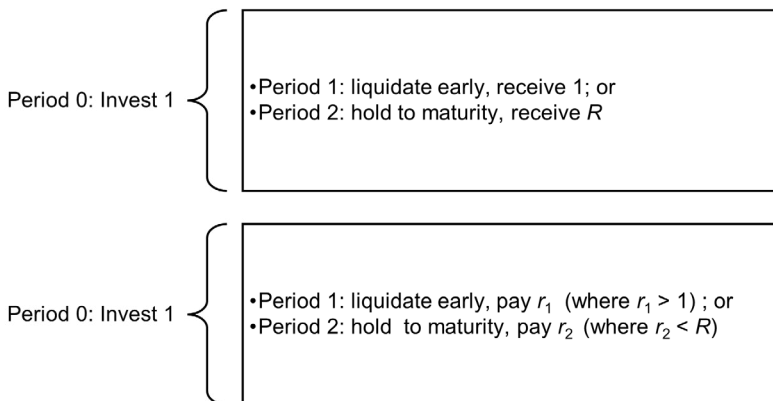 Period 0: Invest 1
•Period 1: liquidate early, receive 1; or
•Period 2: hold to maturity, receive R
Period 0: Invest 1
•Period 1: liquidate early, pay r₁ (where r₁ > 1) ; or
•Period 2: hold to maturity, pay r₂ (where r₂ < R)